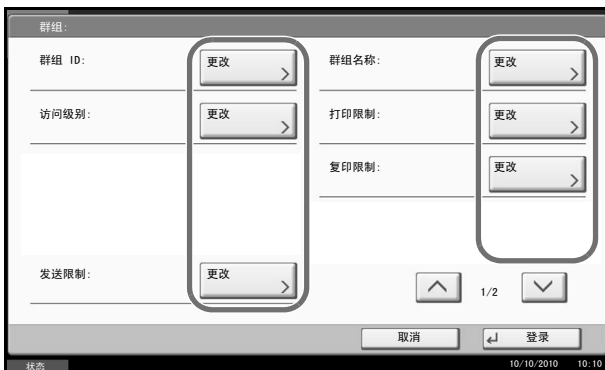 群组:
群组 ID: 更改 群组名称: 更改
访问级别: 更改 打印限制: 更改
复印限制: 更改
发送限制: 更改 1/2
取消 登录
状态 10/10/2010 10:10